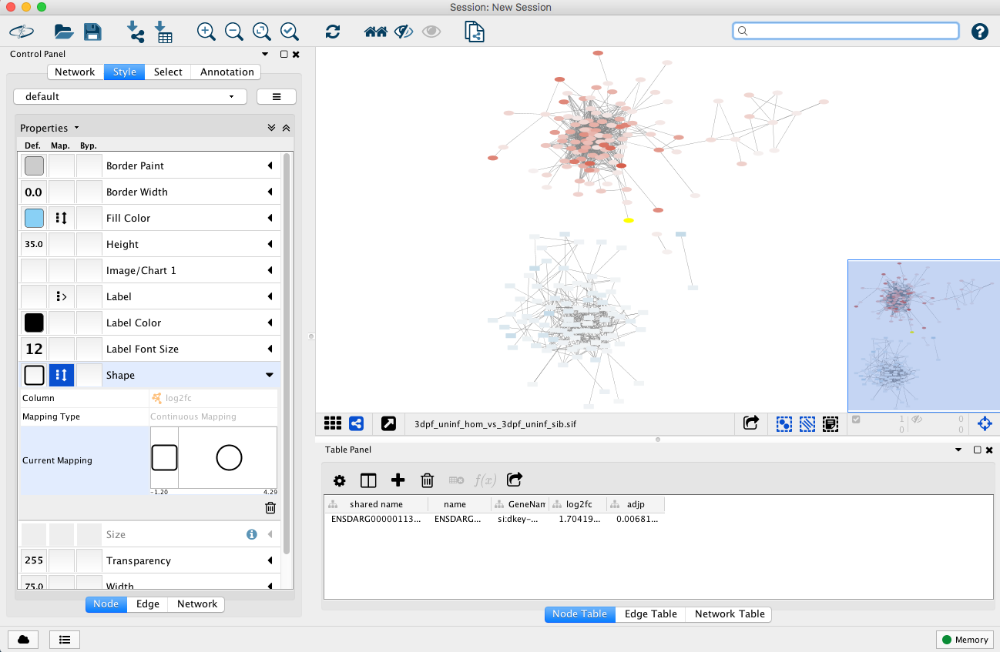 Session: New Session
Control Panel
Network Style Select Annotation
default
Properties
Def. Map. Byp.
Border Paint
0.0 Border Width
Fill Color
35.0 Height
Image/Chart 1
Label
Label Color
12 Label Font Size
Shape
Column log2fc
Mapping Type Continuous Mapping
Current Mapping
-1.20 4.29
Size
255 Transparency
75.0 Width
Node Edge Network
3dpf_uninf_hom_vs_3dpf_uninf_sib.sif
1 0
0 0
Table Panel
f(x)
shared name name GeneNam log2fc adjp
ENSDARG00000113... ENSDARG... si:dkey-... 1.70419... 0.00681...
Node Table Edge Table Network Table
Memory